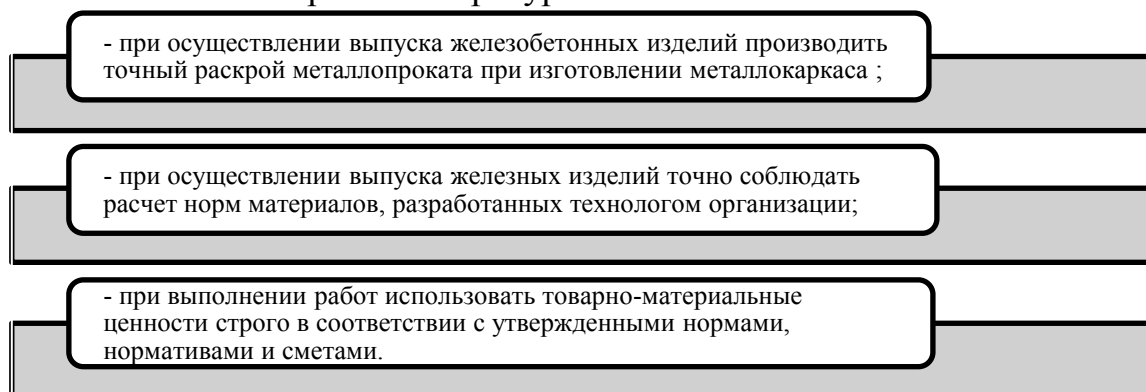 - при осуществлении выпуска железобетонных изделий производить
точный раскрой металлопроката при изготовлении металлокаркаса ;
- при осуществлении выпуска железных изделий точно соблюдать
расчет норм материалов, разработанных технологом организации;
- при выполнении работ использовать товарно-материальные
ценности строго в соответствии с утвержденными нормами,
нормативами и сметами.